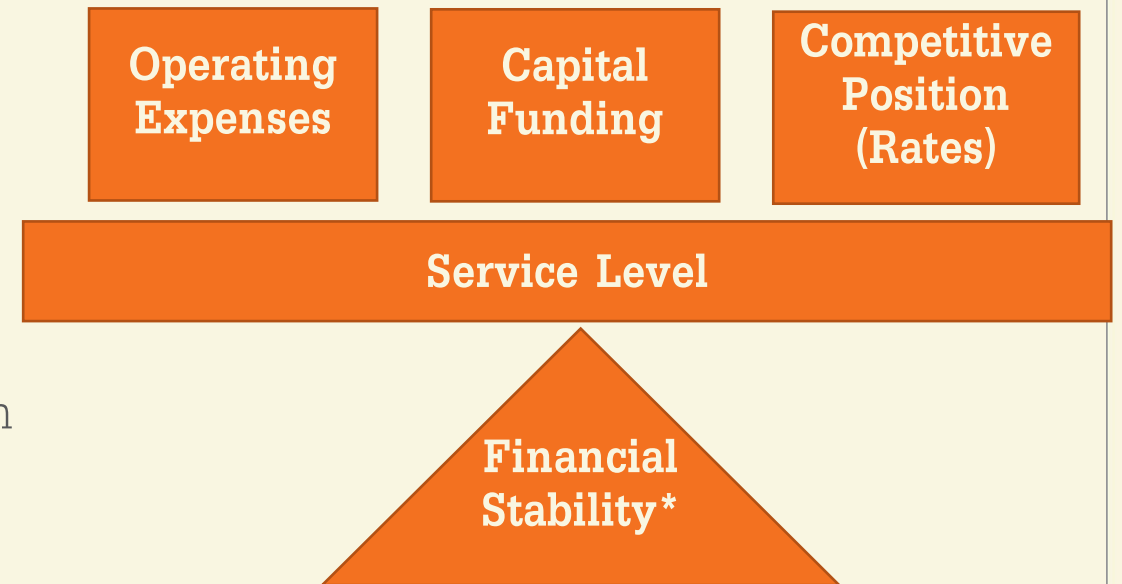 Operating
Expenses
Capital
Funding
Competitive
Position
(Rates)
Service Level
n
Financial
Stability*